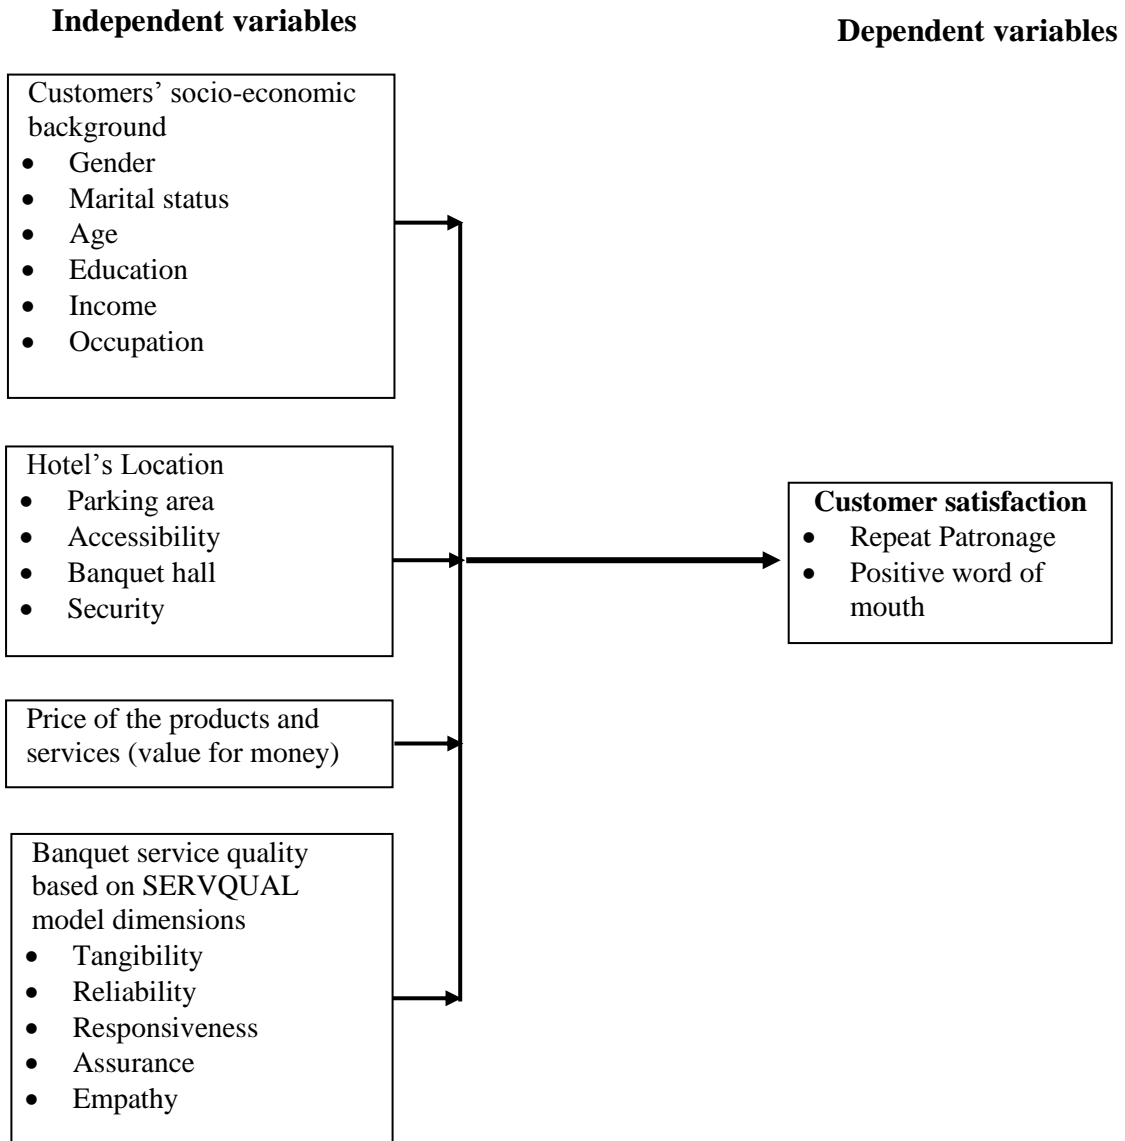 Independent variables
Dependent variables
Customers’ socio-economic
background
• Gender
• Marital status
• Age
• Education
• Income
• Occupation
Hotel’s Location
• Parking area
• Accessibility
• Banquet hall
• Security
Price of the products and
services (value for money)
Banquet service quality
based on SERVQUAL
model dimensions
• Tangibility
• Reliability
• Responsiveness
• Assurance
• Empathy
Customer satisfaction
• Repeat Patronage
• Positive word of
mouth